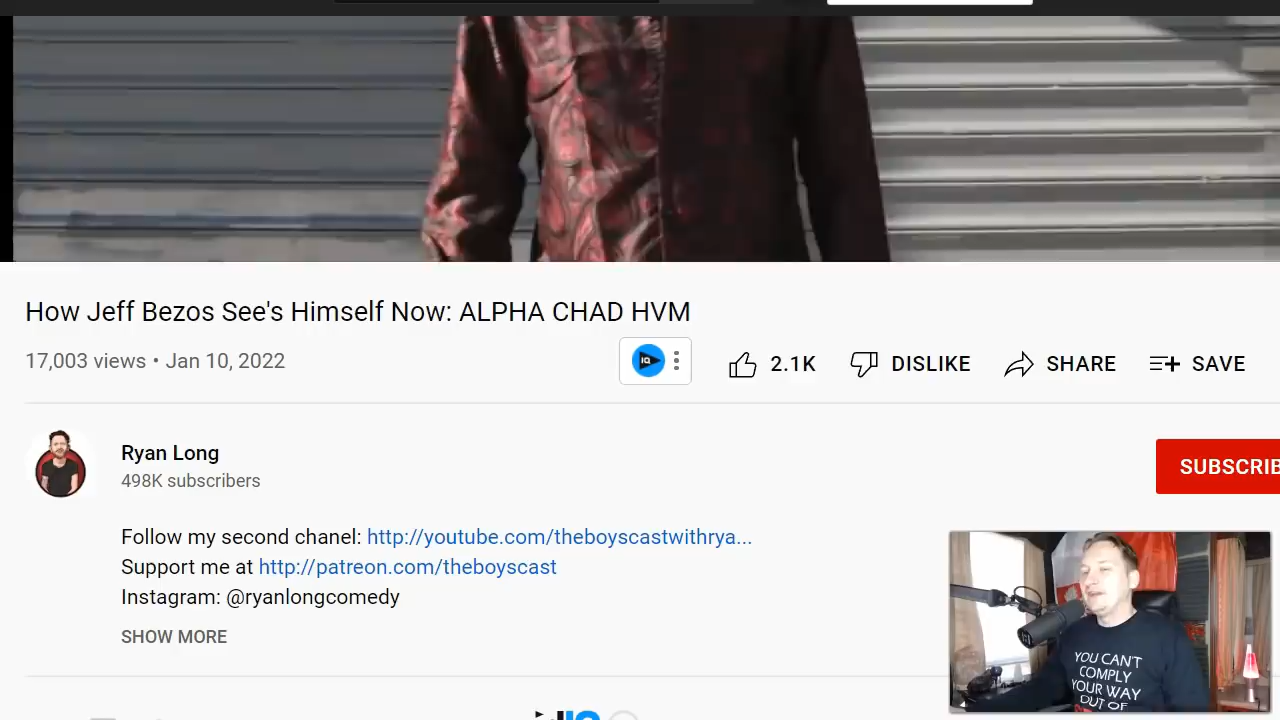 How Jeff Bezos See's Himself Now: ALPHA CHAD HVM
17,003 views • Jan 10, 2022
IQ
2.1K
DISLIKE
SHARE
SAVE
Ryan Long
498K subscribers
SUBSCRIB
Follow my second chanel: http://youtube.com/theboyscastwithrya...
Support me at http://patreon.com/theboyscast
Instagram: @ryanlongcomedy
SHOW MORE
YOU CAN'T
COMPLY
YOUR WAY
OUT OF